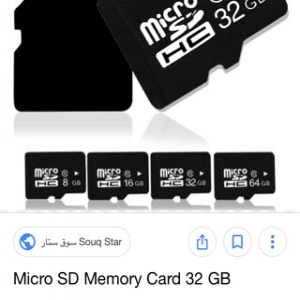 Micro
SD
HC
32 GB
Micro SD HC 8 GB
Micro SD HC 16 GB
Micro SD HC 32 GB
Micro SD HC 64 GB
سوق ستار Souq Star
Micro SD Memory Card 32 GB